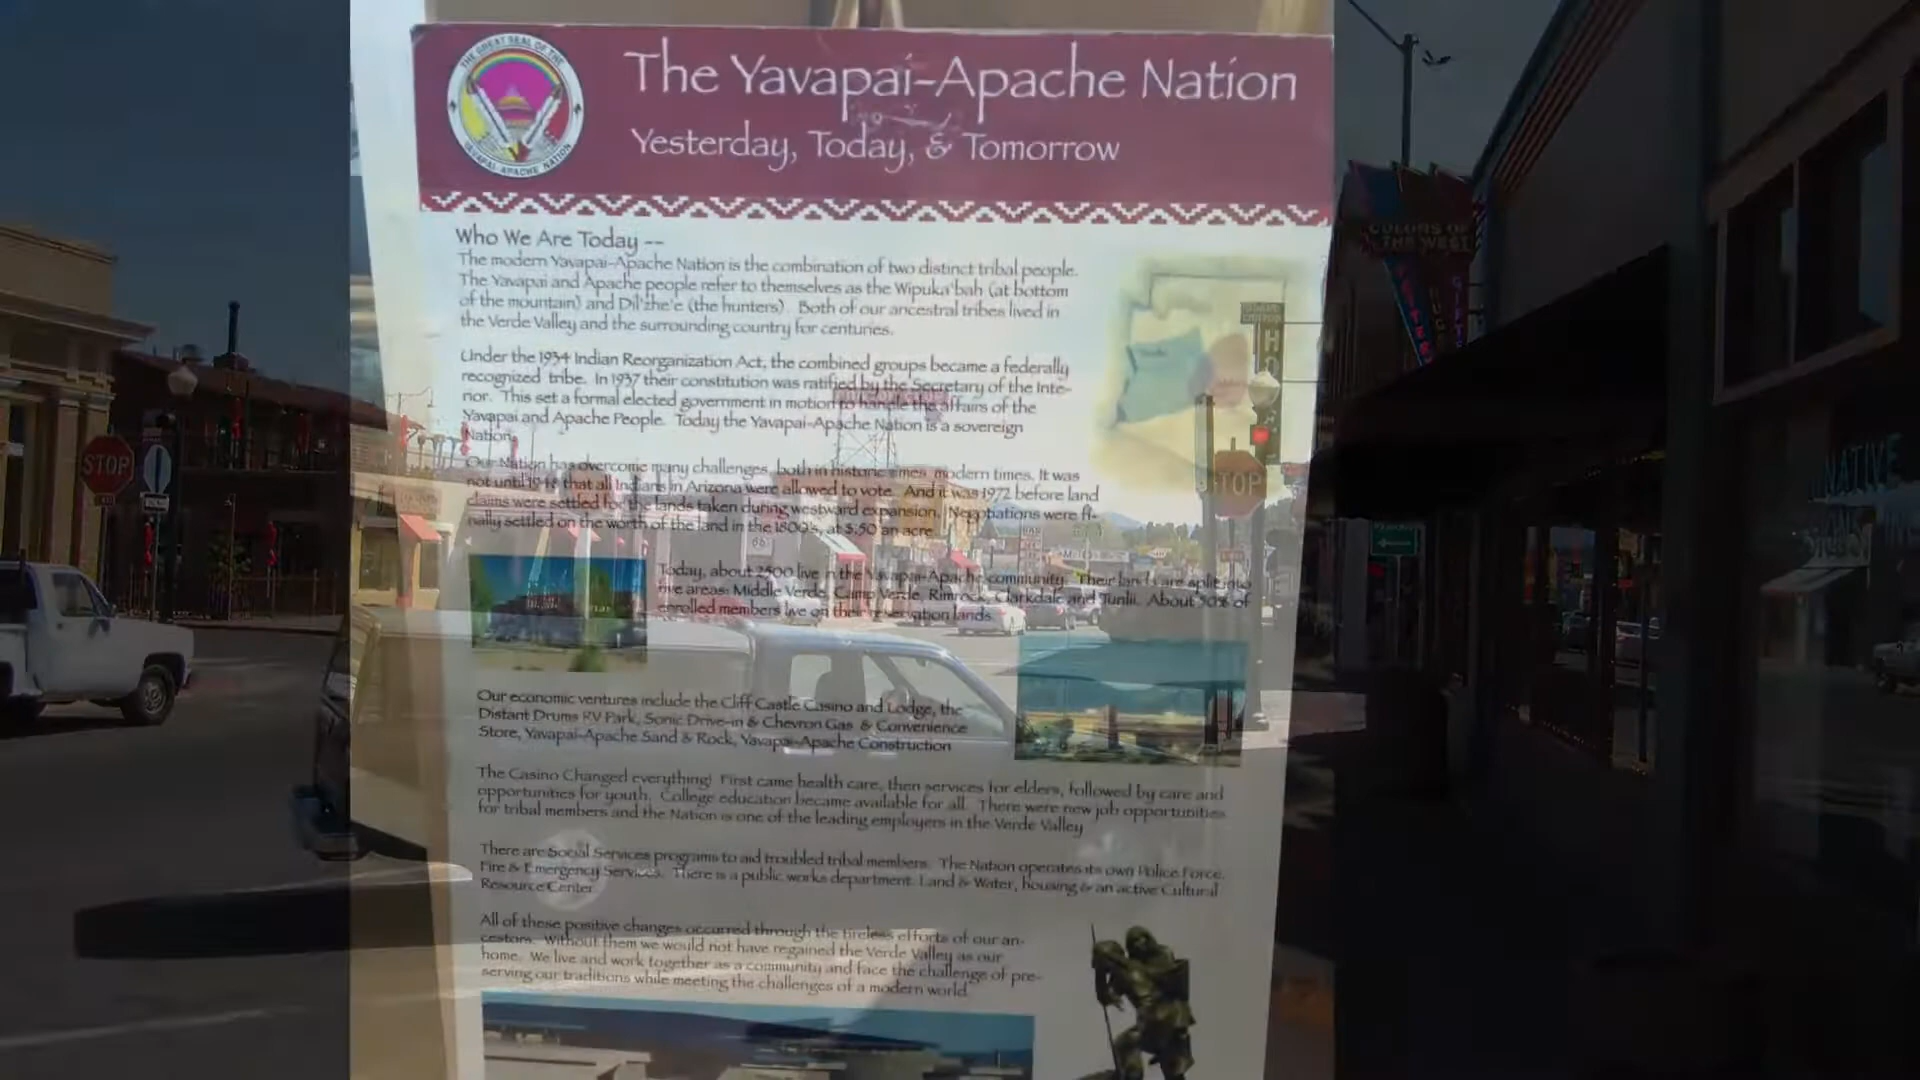 THE GREAT SEAL OF THE
YAVAPAI-APACHE NATION
The Yavapai-Apache Nation
Yesterday, Today, & Tomorrow
Who We Are Today --
The modern Yavapai-Apache Nation is the combination of two distinct tribal people.
The Yavapai and Apache people refer to themselves as the Wipuka'bah (at bottom
of the mountain) and Dil'zhe'e (the hunters). Both of our ancestral tribes lived in
the Verde Valley and the surrounding country for centuries.
Under the 1934 Indian Reorganization Act, the combined groups became a federally
recognized tribe. In 1937 their constitution was ratified by the Secretary of the Inte-
rior. This set a formal elected government in motion to handle the affairs of the
Yavapai and Apache People. Today the Yavapai-Apache Nation is a sovereign
Nation.
Our Nation has overcome many challenges, both in historic times modern times. It was
not until 1948 that all Indians in Arizona were allowed to vote. And it was 1972 before land
claims were settled for the lands taken during westward expansion. Negotiations were fi-
nally settled on the worth of the land in the 1800's, at $.50 an acre.
Today, about 2500 live in the Yavapai-Apache community. Their lands are split into
five areas: Middle Verde, Camp Verde, Rimrock, Clarkdale and Tunlii. About 50% of
enrolled members live on their reservation lands.
Our economic ventures include the Cliff Castle Casino and Lodge, the
Distant Drums RV Park, Sonic Drive-in & Chevron Gas & Convenience
Store, Yavapai-Apache Sand & Rock, Yavapai-Apache Construction
The Casino Changed everything! First came health care, then services for elders, followed by care and
opportunities for youth. College education became available for all. There were new job opportunities
for tribal members and the Nation is one of the leading employers in the Verde Valley
There are Social Services programs to aid troubled tribal members. The Nation operates its own Police Force,
Fire & Emergency Services. There is a public works department, Land & Water, housing & an active Cultural
Resource Center
All of these positive changes occurred through the tireless efforts of our an-
cestors. Without them we would not have regained the Verde Valley as our
home. We live and work together as a community and face the challenge of pre-
serving our traditions while meeting the challenges of a modern world.
STOP
STOP
66
HO
COLORS OF
THE WEST
GIFTS
NATIVE